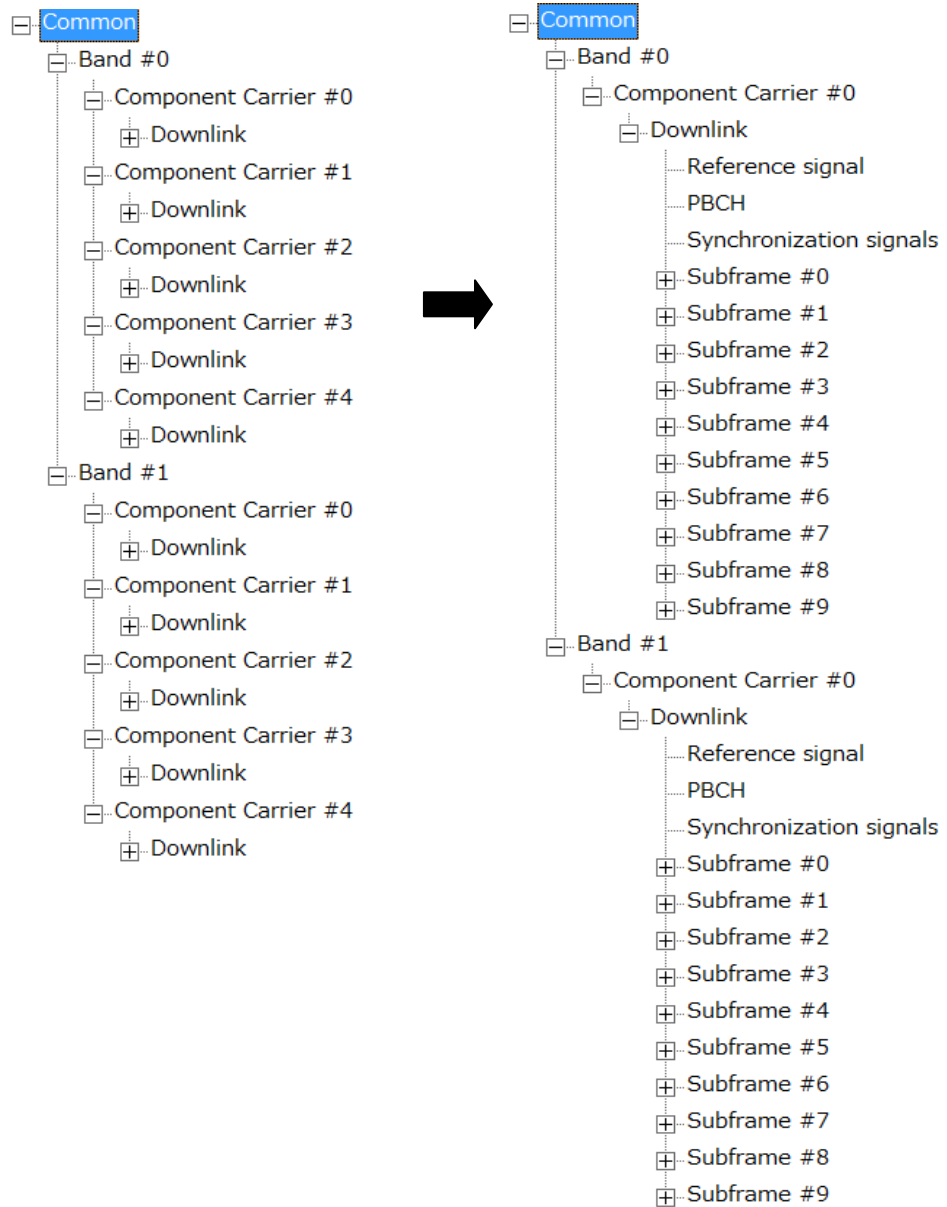 Common
Band #0
Component Carrier #0
Downlink
Component Carrier #1
Downlink
Component Carrier #2
Downlink
Component Carrier #3
Downlink
Component Carrier #4
Downlink
Band #1
Component Carrier #0
Downlink
Component Carrier #1
Downlink
Component Carrier #2
Downlink
Component Carrier #3
Downlink
Component Carrier #4
Downlink
Common
Band #0
Component Carrier #0
Downlink
Reference signal
PBCH
Synchronization signals
Subframe #0
Subframe #1
Subframe #2
Subframe #3
Subframe #4
Subframe #5
Subframe #6
Subframe #7
Subframe #8
Subframe #9
Band #1
Component Carrier #0
Downlink
Reference signal
PBCH
Synchronization signals
Subframe #0
Subframe #1
Subframe #2
Subframe #3
Subframe #4
Subframe #5
Subframe #6
Subframe #7
Subframe #8
Subframe #9